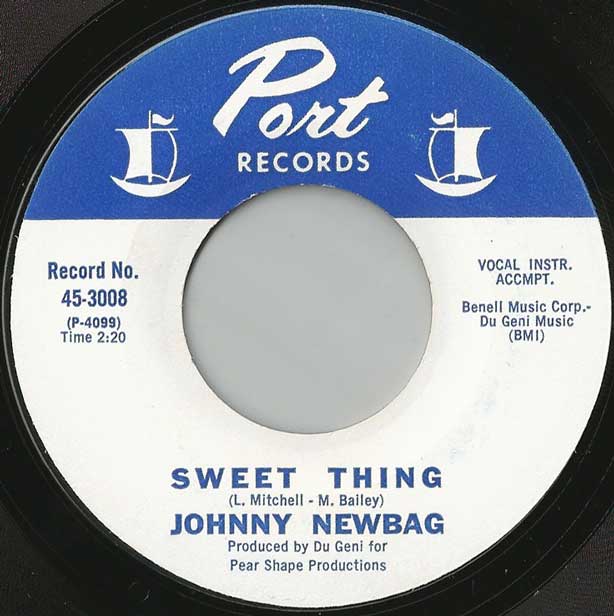 Port
RECORDS
Record No.
45-3008
(P-4099)
Time 2:20
VOCAL INSTR.
ACCMPT.
Benell Music Corp.-
Du Geni Music
(BMI)
SWEET THING
(L. Mitchell - M. Bailey)
JOHNNY NEWBAG
Produced by Du Geni for
Pear Shape Productions